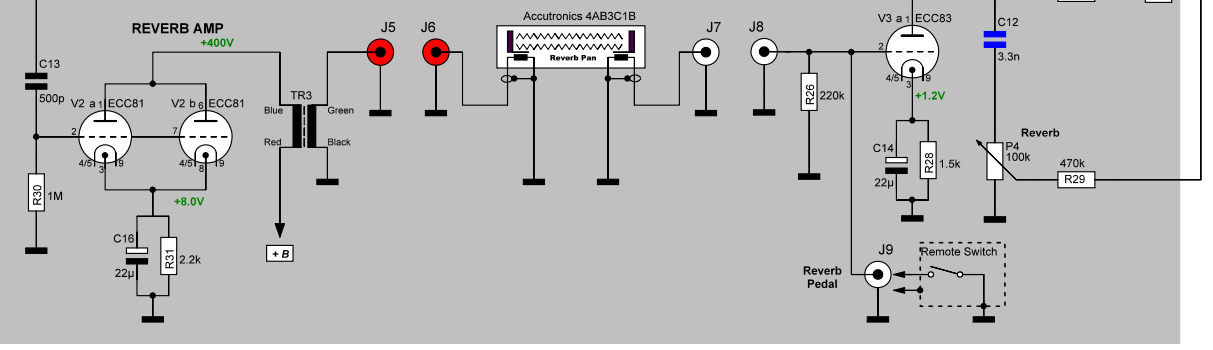 Accutronics 4AB3C1B
REVERB AMP
+400V
J5
J6
J7
J8
V3 a 1 ECC83
C12
3.3n
Reverb Pan
2
4/5 3 9
+1.2V
C13
500p
V2 a 1 ECC81
V2 b 6 ECC81
2
7
4/5 3 9
4/5 8 9
TR3
Blue
Green
Red
Black
R26
220k
Reverb
P4
100k
470k
R29
C14
22µ
R28
1.5k
R30
1M
+8.0V
C16
22µ
R31
2.2k
+ B
J9
Reverb
Pedal
Remote Switch